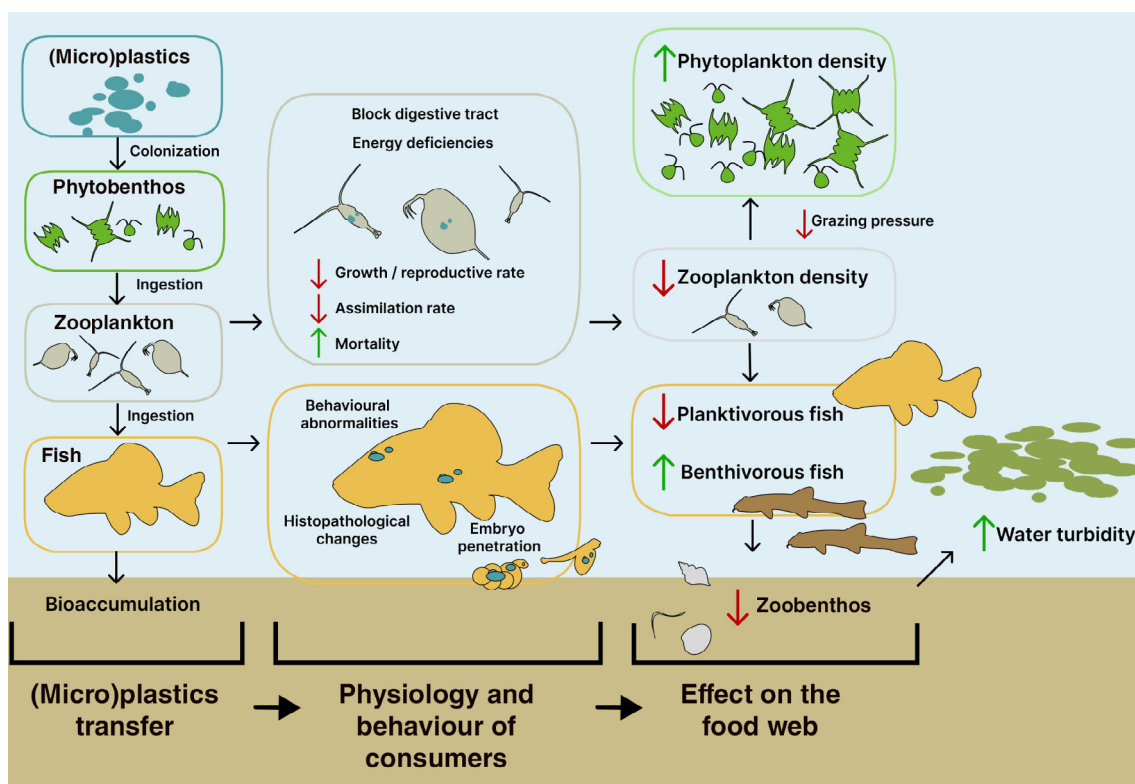 (Micro)plastics
Colonization
Phytobenthos
Ingestion
Zooplankton
Ingestion
Fish
Bioaccumulation
Block digestive tract
Energy deficiencies
Growth / reproductive rate
Assimilation rate
Mortality
Behavioural
abnormalities
Histopathological
changes
Embryo
penetration
Phytoplankton density
Grazing pressure
Zooplankton density
Planktivorous fish
Benthivorous fish
Water turbidity
Zoobenthos
(Micro)plastics
transfer
Physiology and
behaviour of
consumers
Effect on the
food web